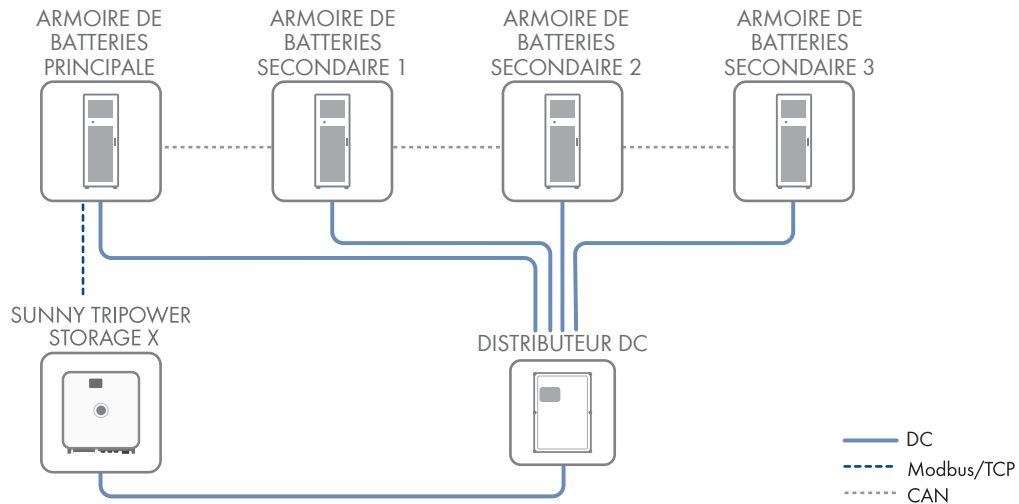 ARMOIRE DE
BATTERIES
PRINCIPALE
ARMOIRE DE
BATTERIES
SECONDAIRE 1
ARMOIRE DE
BATTERIES
SECONDAIRE 2
ARMOIRE DE
BATTERIES
SECONDAIRE 3
SUNNY TRIPOWER
STORAGE X
DISTRIBUTEUR DC
DC
Modbus/TCP
CAN